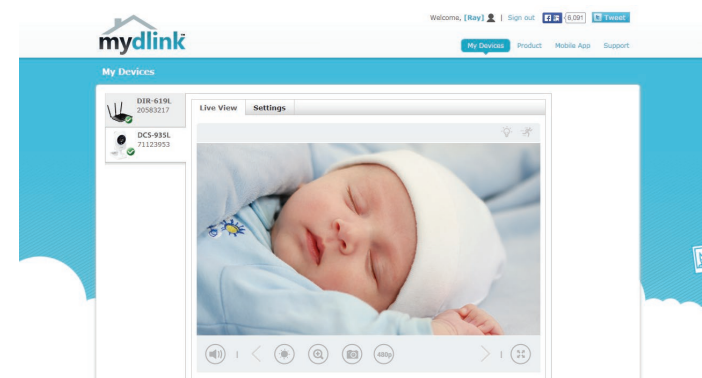 Welcome, [Ray] | Sign out 6,091 Tweet
mydlink
My Devices Product Mobile App Support
My Devices
DIR-619L
20583217
DCS-935L
71123953
Live View Settings
480p